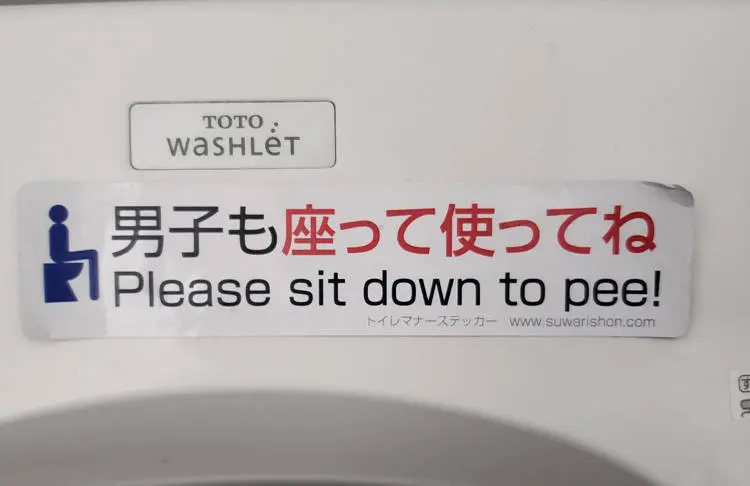 TOTO
WASHLET
男子も座って使ってね
Please sit down to pee!
トイレマナーステッカー www.suwarishon.com